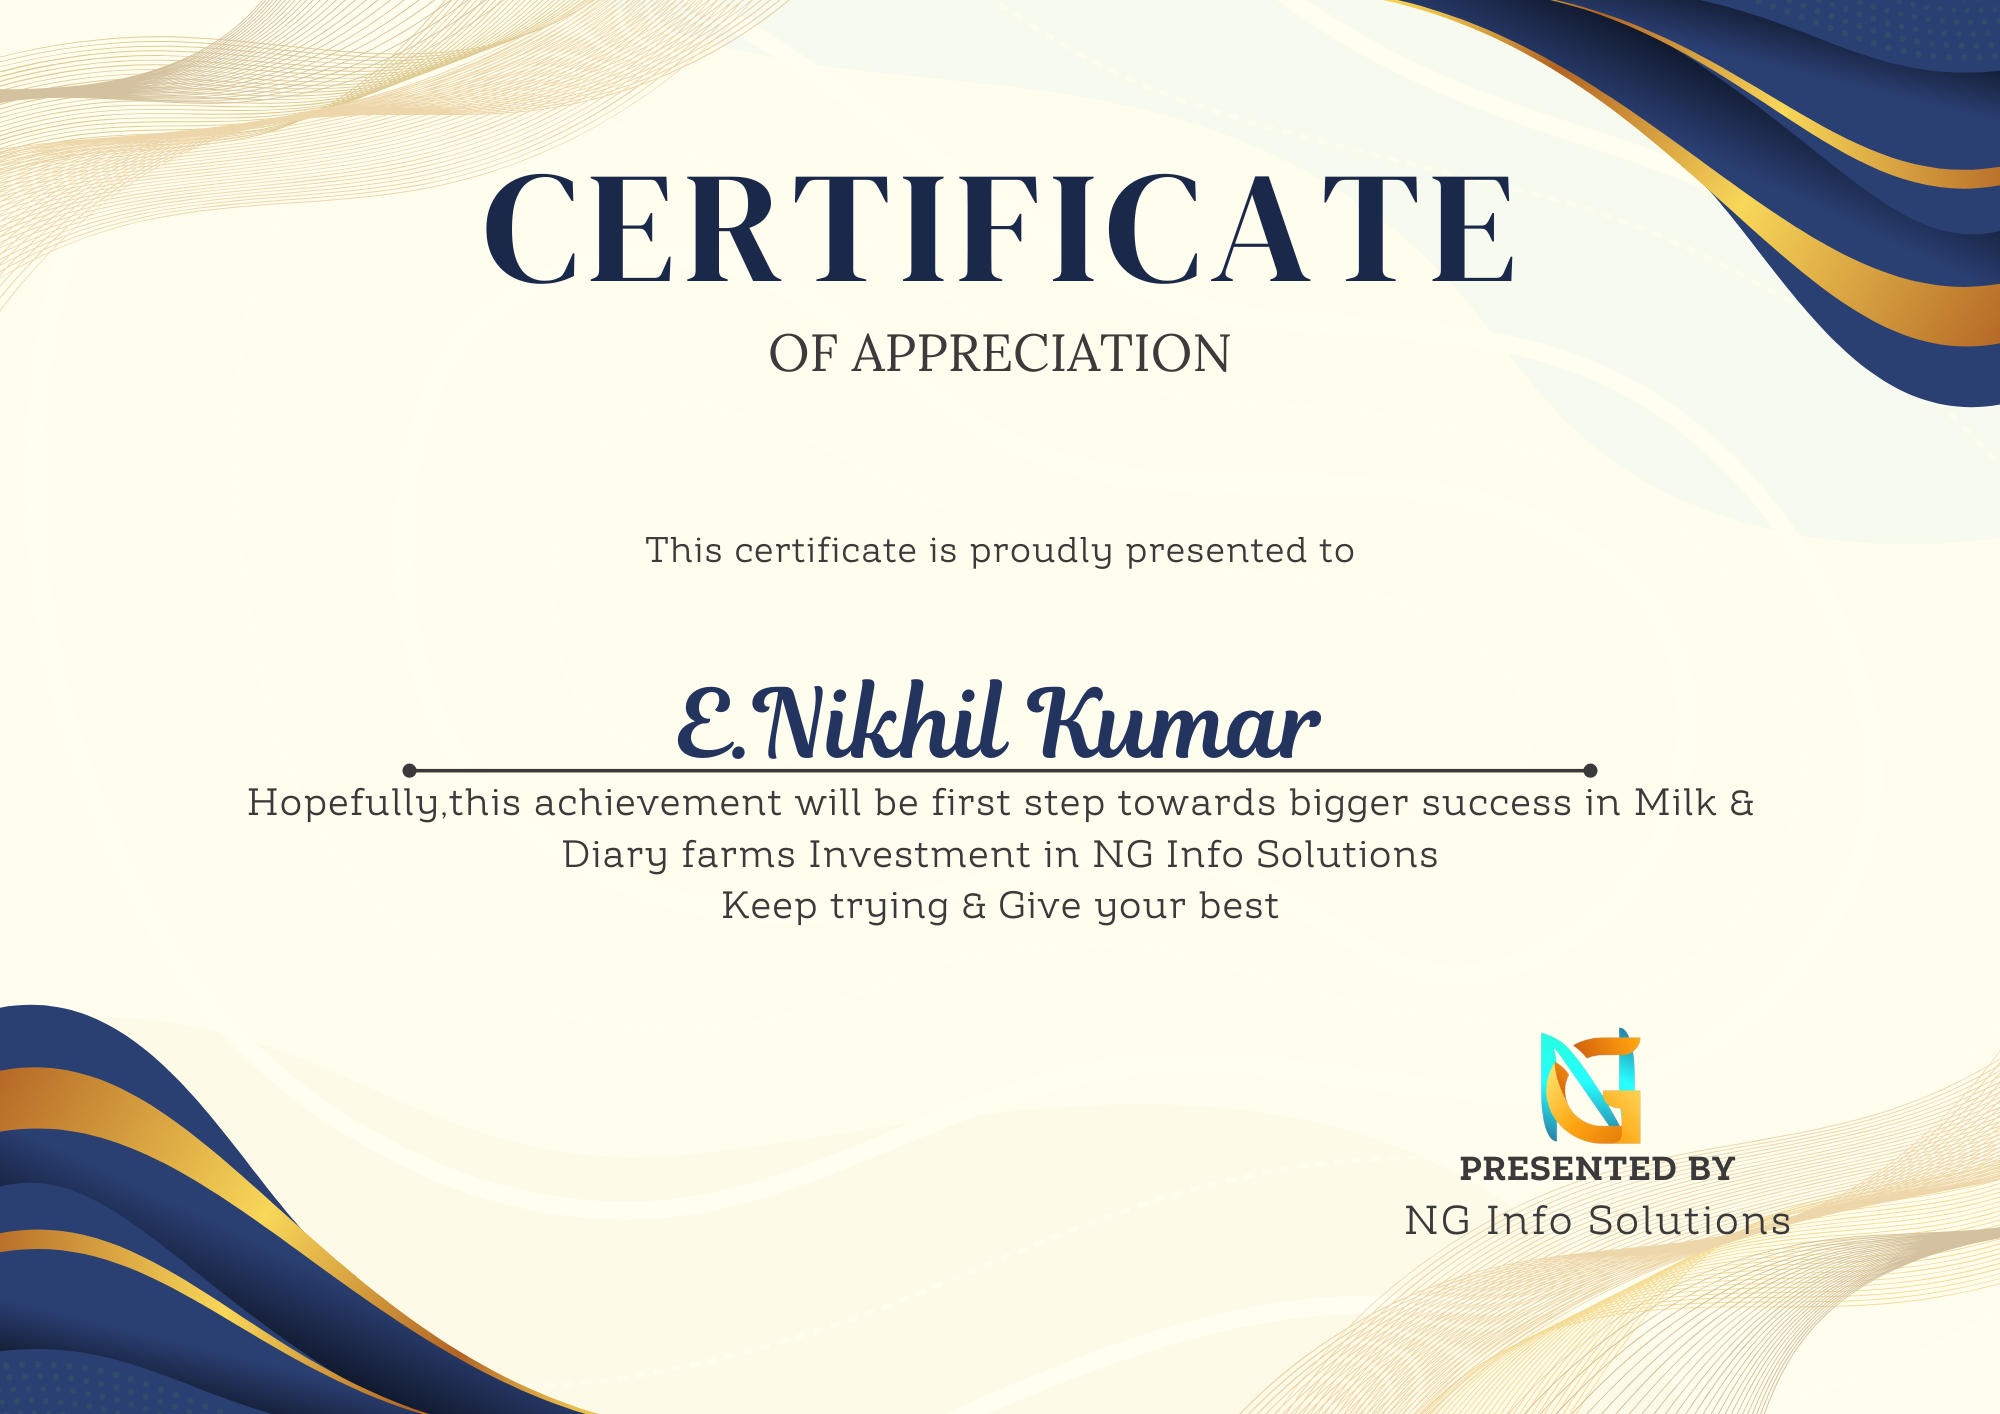 CERTIFICATE
OF APPRECIATION
This certificate is proudly presented to
E.Nikhil Kumar
Hopefully,this achievement will be first step towards bigger success in Milk &
Diary farms Investment in NG Info Solutions
Keep trying & Give your best
NG
PRESENTED BY
NG Info Solutions